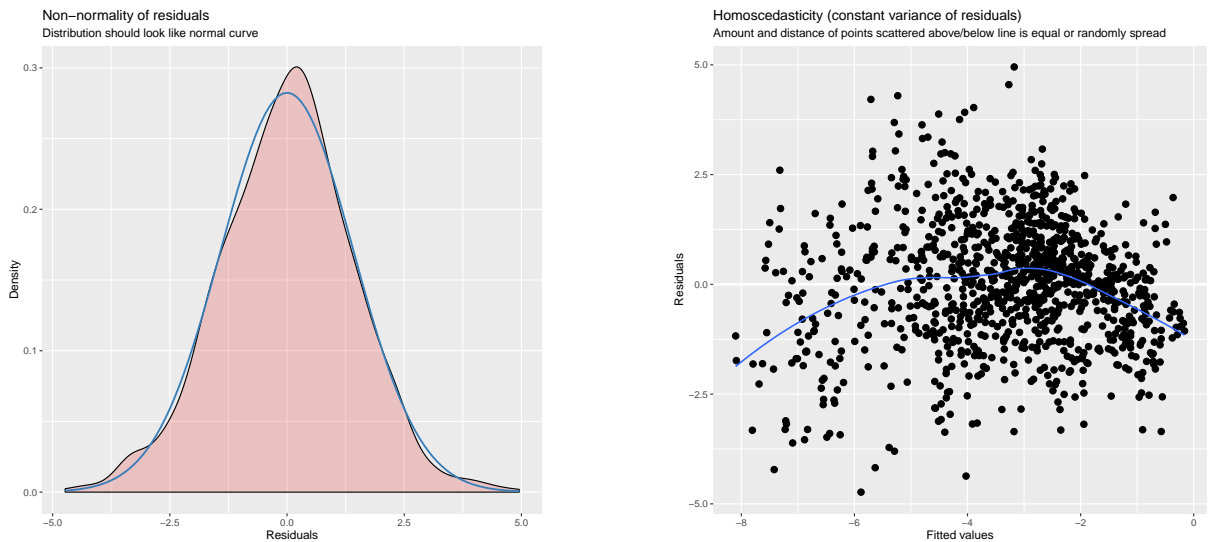 Non−normality of residuals
Distribution should look like normal curve
0.3
0.2
0.1
0.0
Density
−5.0
−2.5
0.0
2.5
5.0
Residuals
Homoscedasticity (constant variance of residuals)
Amount and distance of points scattered above/below line is equal or randomly spread
5.0
2.5
0.0
−2.5
−5.0
Residuals
−8
−6
−4
−2
0
Fitted values